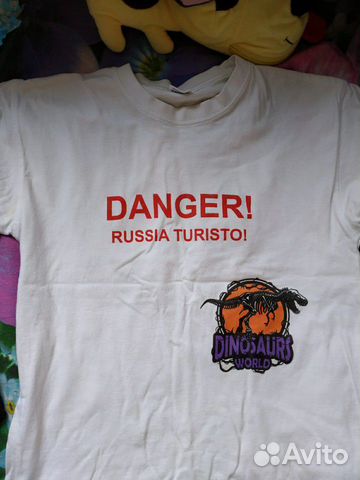 DANGER!
RUSSIA TURISTO!
DINOSAURS
WORLD
Avito